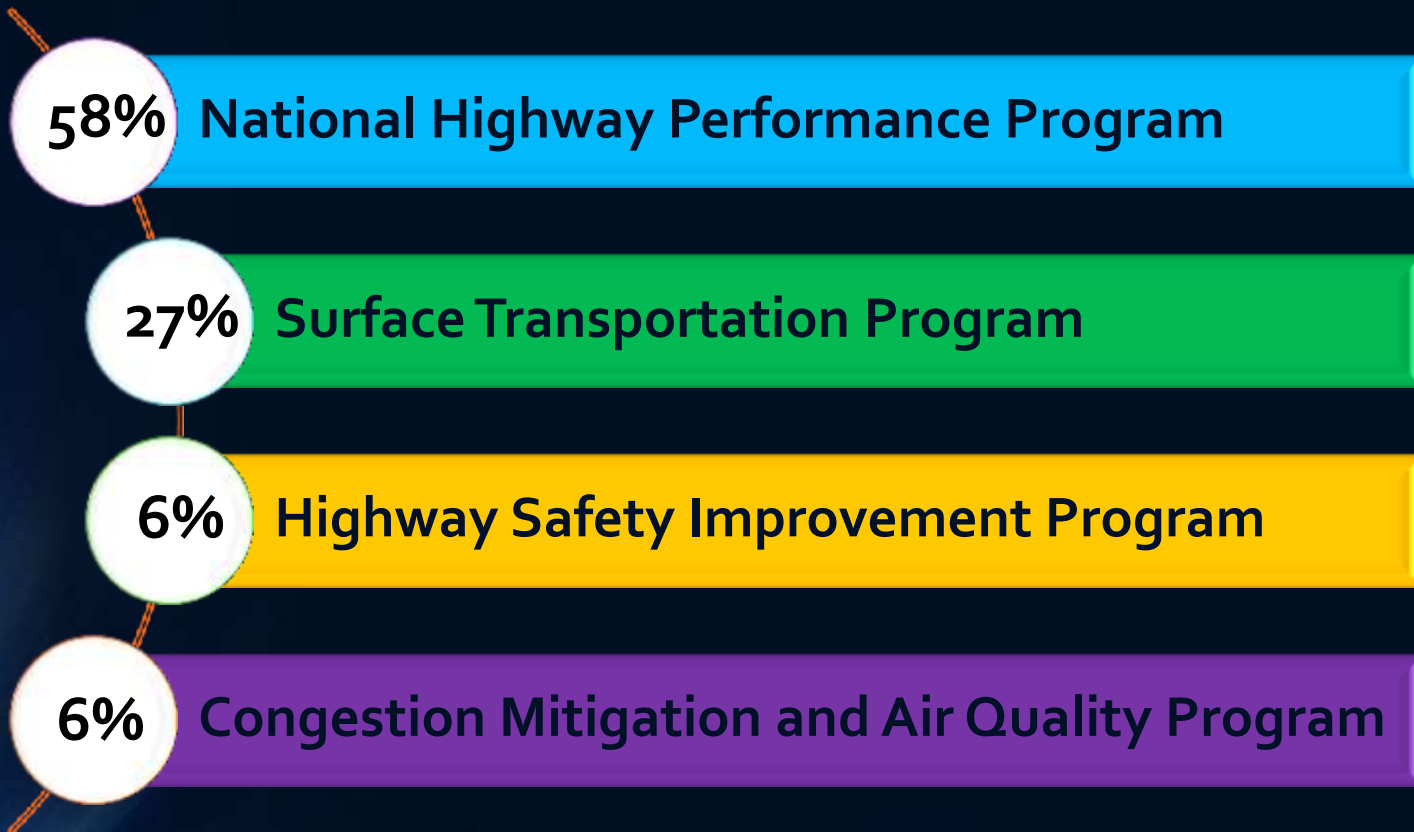 58% National Highway Performance Program
27% Surface Transportation Program
6% Highway Safety Improvement Program
6% Congestion Mitigation and Air Quality Program